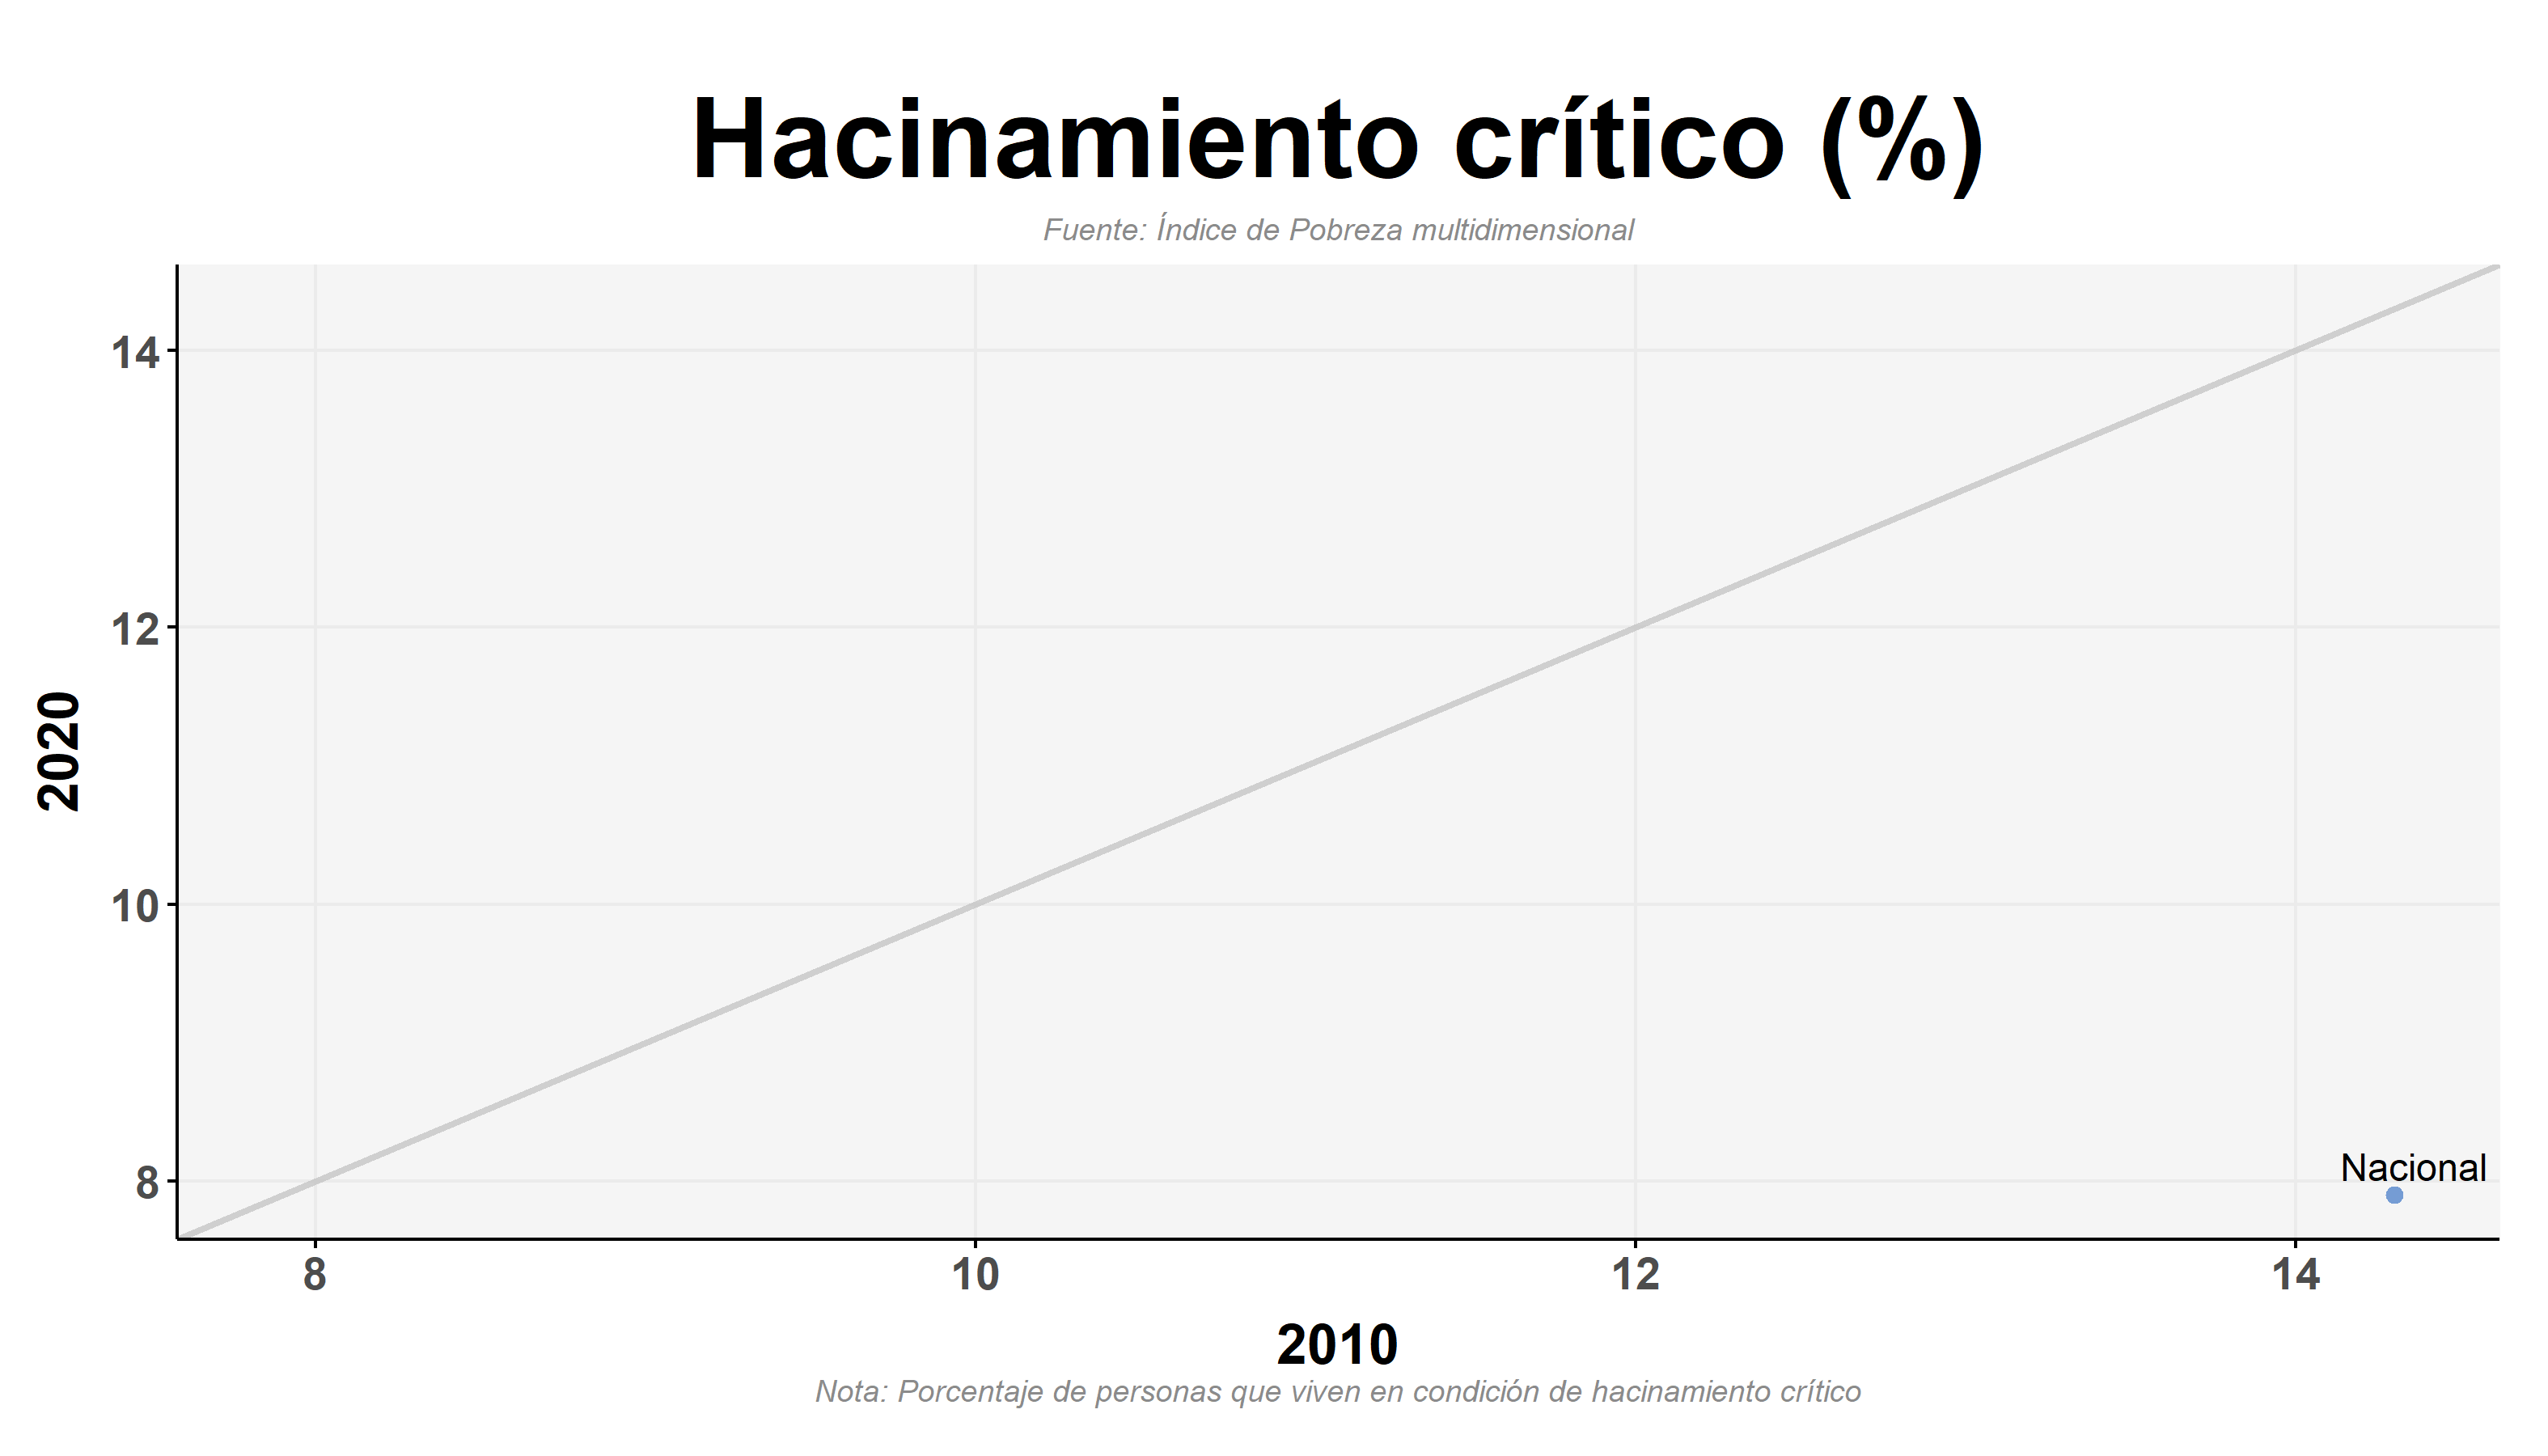 Hacinamiento crítico (%)
Fuente: Índice de Pobreza multidimensional
14
12
10
8
2020
Nacional
8
10
12
14
2010
Nota: Porcentaje de personas que viven en condición de hacinamiento crítico